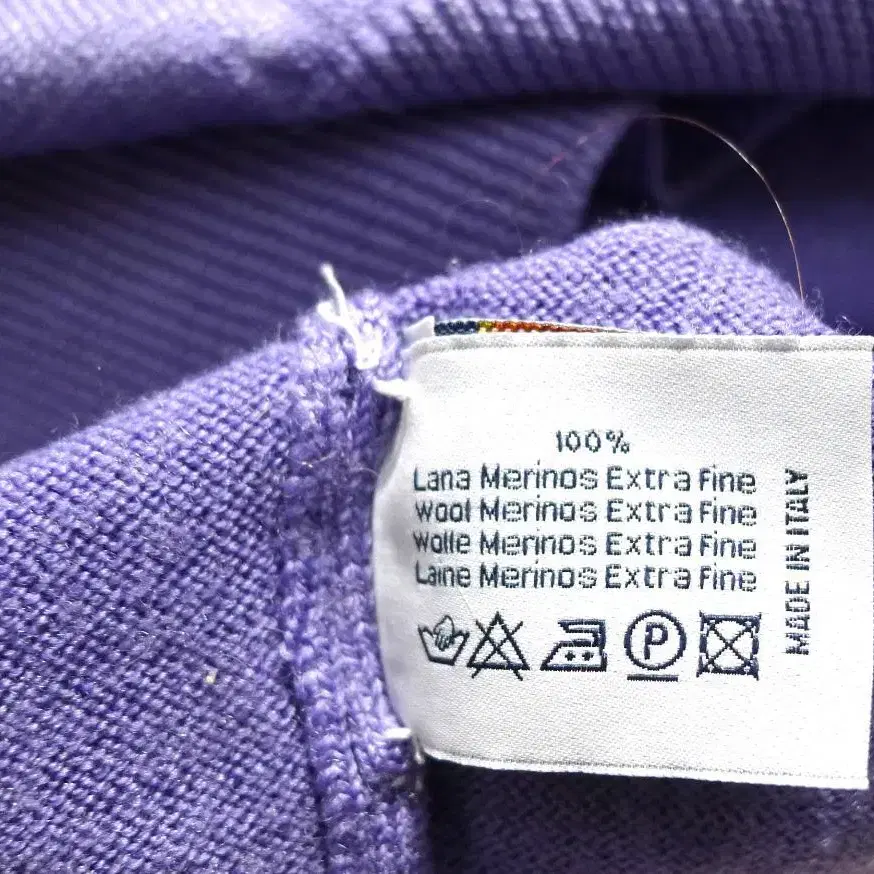 100%
Lana Merinos Extra Fine
Wool Merinos Extra Fine
Wolle Merinos Extra Fine
Laine Merinos Extra Fine
P
MADE IN ITALY